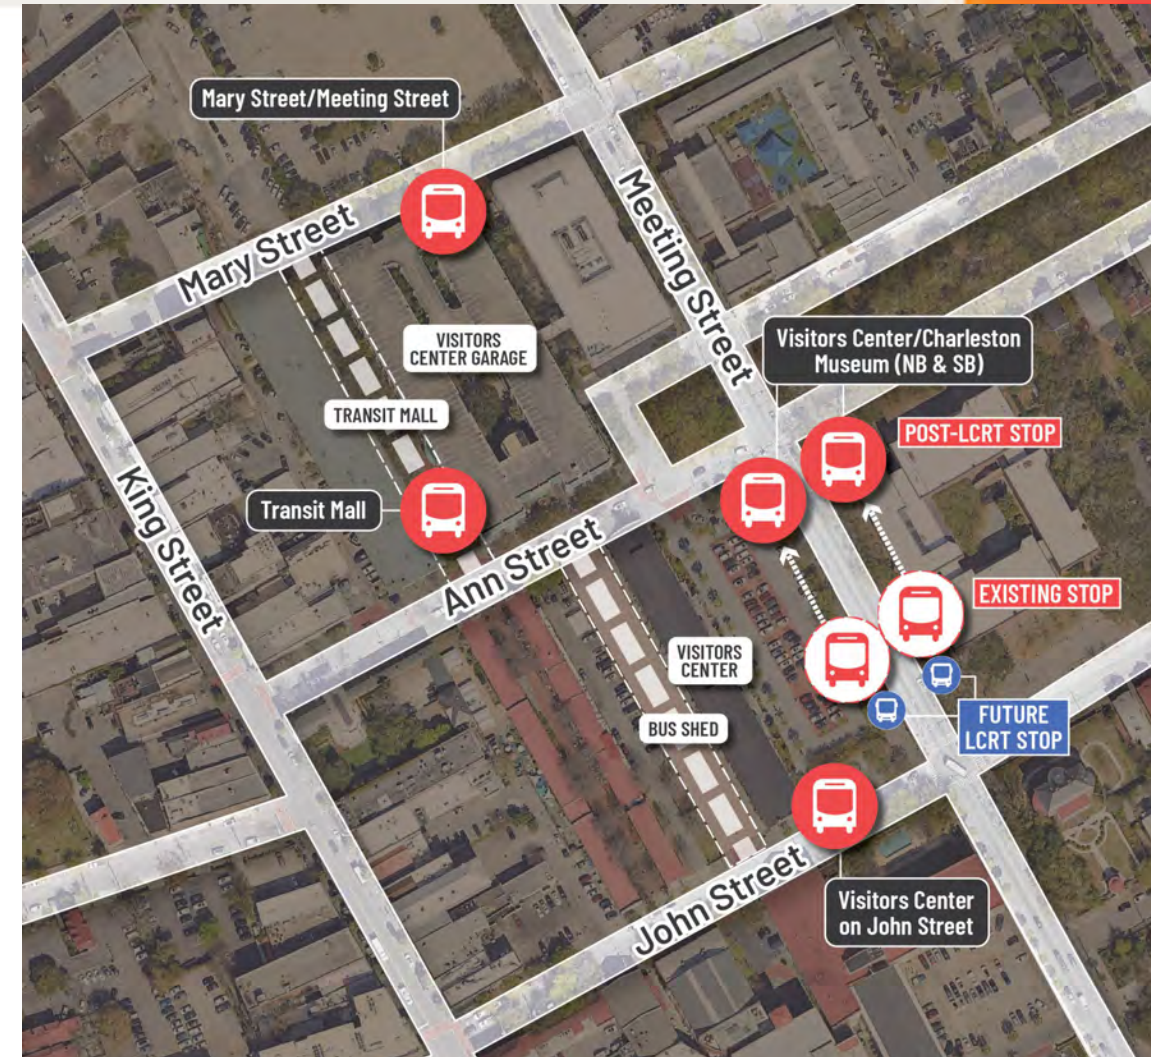 Mary Street/Meeting Street
Mary Street
Meeting Street
VISITORS
CENTER GARAGE
Visitors Center/Charleston
Museum (NB & SB)
TRANSIT MALL
POST-LCRT STOP
King Street
Transit Mall
Ann Street
EXISTING STOP
VISITORS
CENTER
FUTURE
LCRT STOP
BUS SHED
John Street
Visitors Center
on John Street